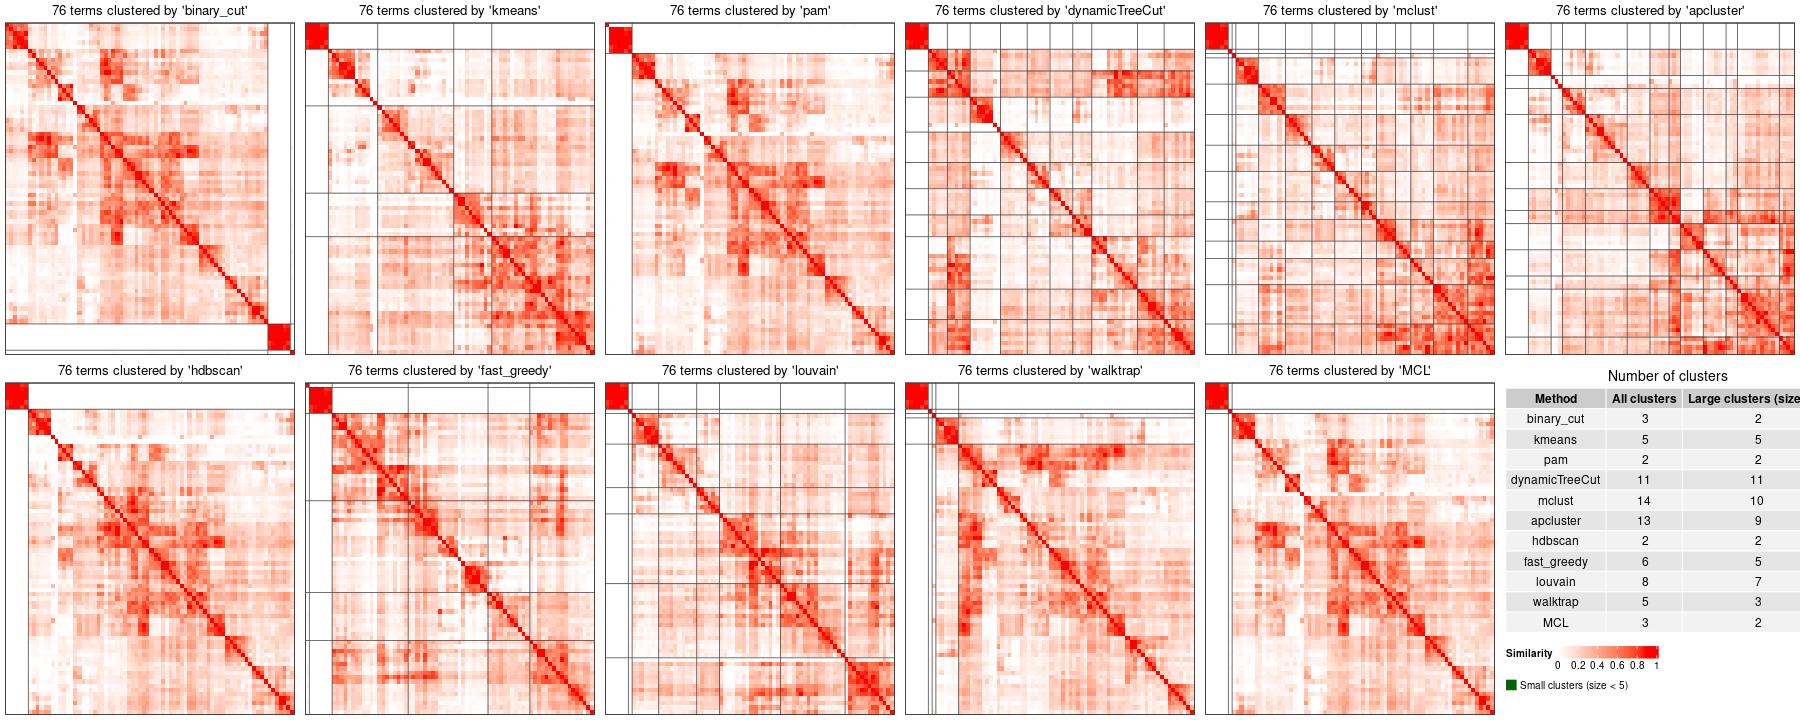 76 terms clustered by 'binary_cut'
76 terms clustered by 'kmeans'
76 terms clustered by 'pam'
76 terms clustered by 'dynamicTreeCut'
76 terms clustered by 'mclust'
76 terms clustered by 'apcluster'
76 terms clustered by 'hdbscan'
76 terms clustered by 'fast_greedy'
76 terms clustered by 'louvain'
76 terms clustered by 'walktrap'
76 terms clustered by 'MCL'
Number of clusters
Method All clusters Large clusters (size
binary_cut 3 2
kmeans 5 5
pam 2 2
dynamicTreeCut 11 11
mclust 14 10
apcluster 13 9
hdbscan 2 2
fast_greedy 6 5
louvain 8 7
walktrap 5 3
MCL 3 2
Similarity
0 0.2 0.4 0.6 0.8 1
Small clusters (size < 5)